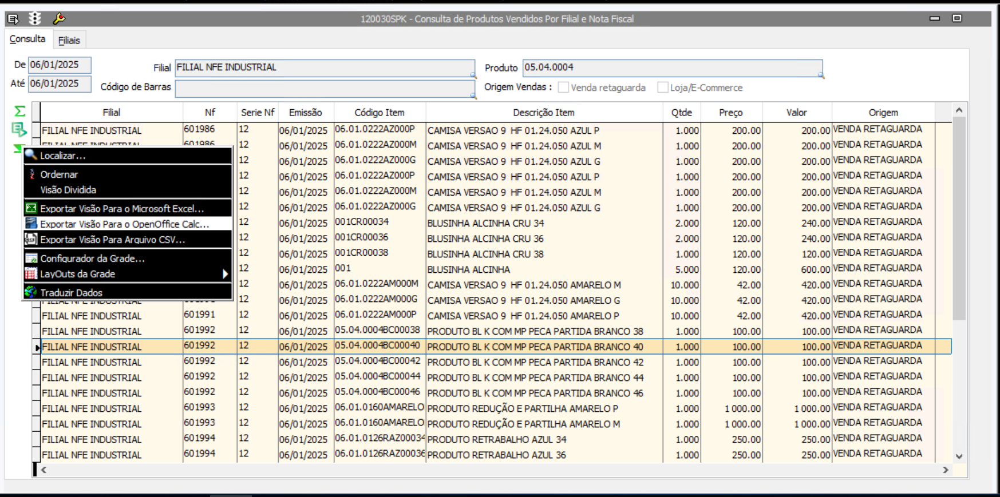 120030SPK - Consulta de Produtos Vendidos Por Filial e Nota Fiscal
Consulta Filiais
De 06/01/2025 Filial FILIAL NFE INDUSTRIAL Produto 05.04.0004
Até 06/01/2025 Código de Barras Origem Vendas : Venda retaguarda Loja/E-Commerce
Filial Nf Serie Nf Emissão Código Item Descrição Item Qtde Preço Valor Origem
FILIAL NFE INDUSTRIAL 601986 12 06/01/2025 06.01.0222AZ000P CAMISA VERSAO 9 HF 01.24.050 AZUL P 1.000 200.00 200.00 VENDA RETAGUARDA
FILIAL NFE INDUSTRIAL 601986 12 06/01/2025 06.01.0222AZ000M CAMISA VERSAO 9 HF 01.24.050 AZUL M 1.000 200.00 200.00 VENDA RETAGUARDA
12 06/01/2025 06.01.0222AZ000G CAMISA VERSAO 9 HF 01.24.050 AZUL G 1.000 200.00 200.00 VENDA RETAGUARDA
12 06/01/2025 06.01.0222AZ000P CAMISA VERSAO 9 HF 01.24.050 AZUL P 1.000 200.00 200.00 VENDA RETAGUARDA
12 06/01/2025 06.01.0222AZ000M CAMISA VERSAO 9 HF 01.24.050 AZUL M 1.000 200.00 200.00 VENDA RETAGUARDA
12 06/01/2025 06.01.0222AZ000G CAMISA VERSAO 9 HF 01.24.050 AZUL G 1.000 200.00 200.00 VENDA RETAGUARDA
12 06/01/2025 001CR00034 BLUSINHA ALCINHA CRU 34 2.000 120.00 240.00 VENDA RETAGUARDA
12 06/01/2025 001CR00036 BLUSINHA ALCINHA CRU 36 2.000 120.00 240.00 VENDA RETAGUARDA
12 06/01/2025 001CR00038 BLUSINHA ALCINHA CRU 38 1.000 120.00 120.00 VENDA RETAGUARDA
12 06/01/2025 001 BLUSINHA ALCINHA 5.000 120.00 600.00 VENDA RETAGUARDA
12 06/01/2025 06.01.0222AM000M CAMISA VERSAO 9 HF 01.24.050 AMARELO M 10.000 42.00 420.00 VENDA RETAGUARDA
12 06/01/2025 06.01.0222AM000G CAMISA VERSAO 9 HF 01.24.050 AMARELO G 10.000 42.00 420.00 VENDA RETAGUARDA
FILIAL NFE INDUSTRIAL 601991 12 06/01/2025 06.01.0222AM000P CAMISA VERSAO 9 HF 01.24.050 AMARELO P 10.000 42.00 420.00 VENDA RETAGUARDA
FILIAL NFE INDUSTRIAL 601992 12 06/01/2025 05.04.0004BC00038 PRODUTO BL K COM MP PECA PARTIDA BRANCO 38 1.000 100.00 100.00 VENDA RETAGUARDA
FILIAL NFE INDUSTRIAL 601992 12 06/01/2025 05.04.0004BC00040 PRODUTO BL K COM MP PECA PARTIDA BRANCO 40 1.000 100.00 100.00 VENDA RETAGUARDA
FILIAL NFE INDUSTRIAL 601992 12 06/01/2025 05.04.0004BC00042 PRODUTO BL K COM MP PECA PARTIDA BRANCO 42 1.000 100.00 100.00 VENDA RETAGUARDA
FILIAL NFE INDUSTRIAL 601992 12 06/01/2025 05.04.0004BC00044 PRODUTO BL K COM MP PECA PARTIDA BRANCO 44 1.000 100.00 100.00 VENDA RETAGUARDA
FILIAL NFE INDUSTRIAL 601992 12 06/01/2025 05.04.0004BC00046 PRODUTO BL K COM MP PECA PARTIDA BRANCO 46 1.000 100.00 100.00 VENDA RETAGUARDA
FILIAL NFE INDUSTRIAL 601993 12 06/01/2025 06.01.0160AMARELO PRODUTO REDUÇÃO E PARTILHA AMARELO P 1.000 1 000.00 1 000.00 VENDA RETAGUARDA
FILIAL NFE INDUSTRIAL 601993 12 06/01/2025 06.01.0160AMARELO PRODUTO REDUÇÃO E PARTILHA AMARELO M 1.000 1 000.00 1 000.00 VENDA RETAGUARDA
FILIAL NFE INDUSTRIAL 601994 12 06/01/2025 06.01.0126RAZ00034 PRODUTO RETRABALHO AZUL 34 1.000 250.00 250.00 VENDA RETAGUARDA
FILIAL NFE INDUSTRIAL 601994 12 06/01/2025 06.01.0126RAZ00036 PRODUTO RETRABALHO AZUL 36 1.000 250.00 250.00 VENDA RETAGUARDA
Localizar...
Ordernar
Visão Dividida
Exportar Visão Para o Microsoft Excel...
Exportar Visão Para o OpenOffice Calc...
Exportar Visão Para Arquivo CSV...
Configurador da Grade...
LayOuts da Grade
Traduzir Dados